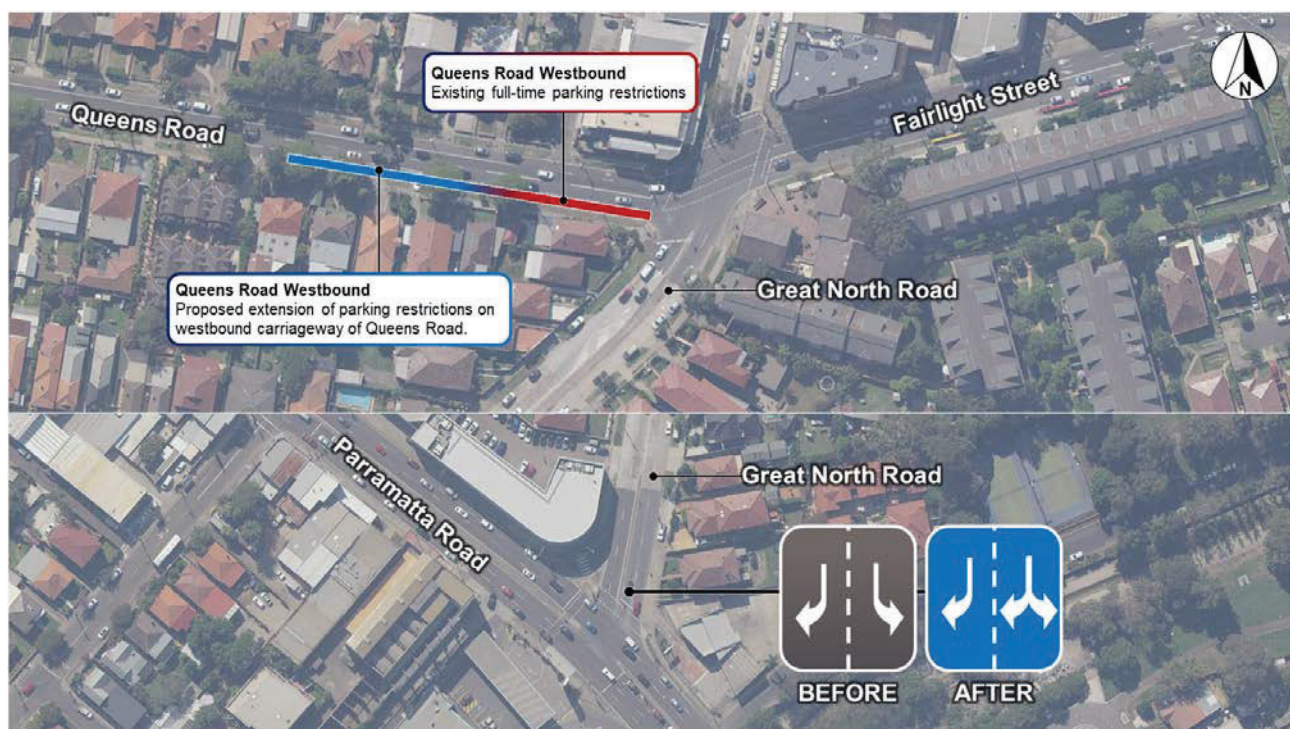 Queens Road Westbound
Existing full-time parking restrictions
N
Queens Road
Fairlight Street
Queens Road Westbound
Proposed extension of parking restrictions on
westbound carriageway of Queens Road.
Great North Road
Parramatta Road
Great North Road
BEFORE
AFTER